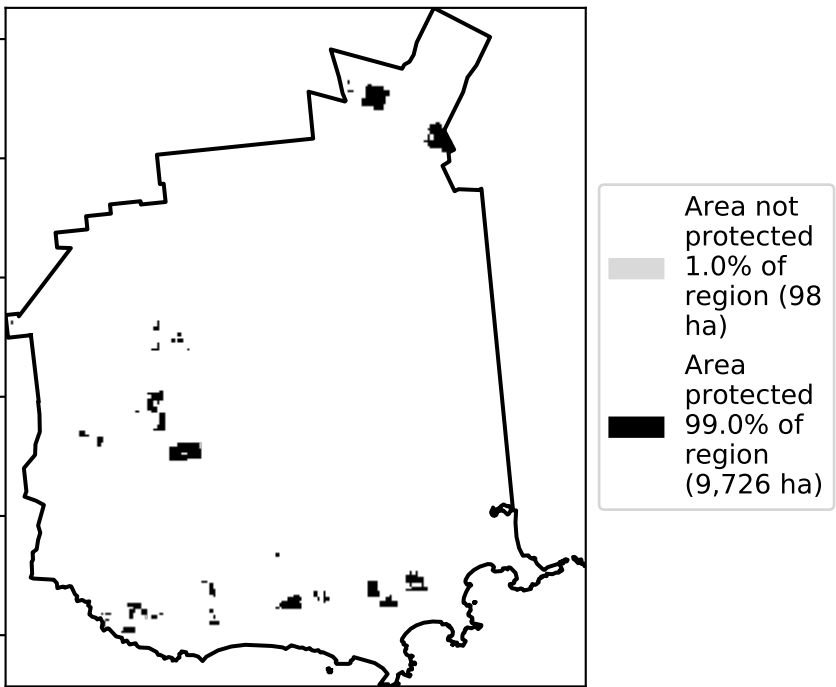 Area not
protected
1.0% of
region (98
ha)
Area
protected
99.0% of
region
(9,726 ha)